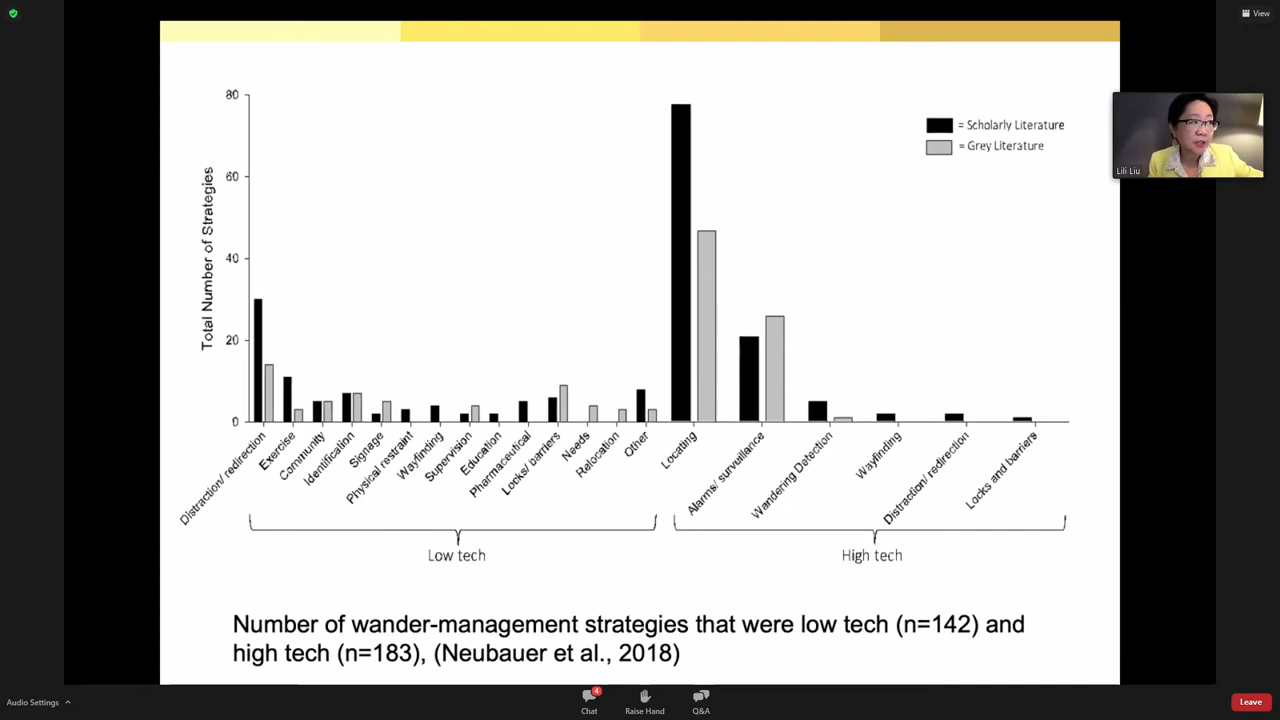 View
80
= Scholarly Literature
= Grey Literature
Lili Liu
60
Total Number of Strategies
40
20
0
Distraction/ redirection
Exercise
Community
Identification
Signage
Physical restraint
Wayfinding
Supervision
Education
Pharmaceutical
Locks/ barriers
Needs
Relocation
Other
Locating
Alarms/ surveillance
Wandering Detection
Wayfinding
Distraction/ redirection
Locks and barriers
Low tech
High tech
Number of wander-management strategies that were low tech (n=142) and
high tech (n=183), (Neubauer et al., 2018)
Audio Settings
4
Chat
Raise Hand
Q&A
Leave